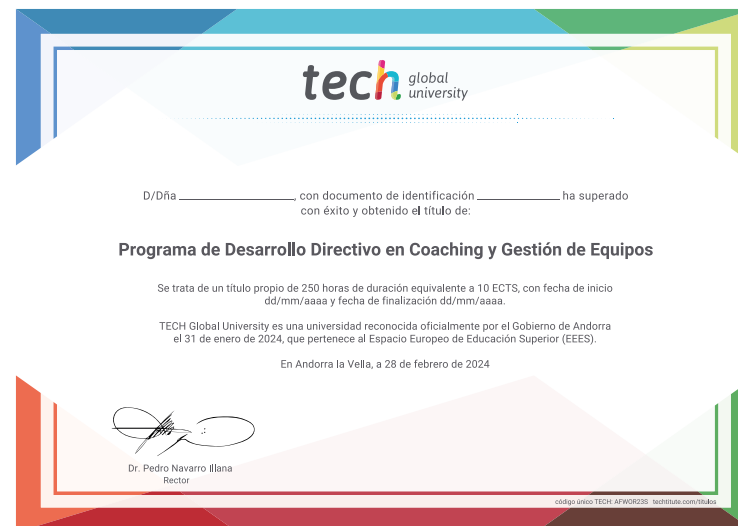 tech global
university
D/Dña ______________, con documento de identificación ____________ ha superado
con éxito y obtenido el título de:
Programa de Desarrollo Directivo en Coaching y Gestión de Equipos
Se trata de un título propio de 250 horas de duración equivalente a 10 ECTS, con fecha de inicio
dd/mm/aaaa y fecha de finalización dd/mm/aaaa.
TECH Global University es una universidad reconocida oficialmente por el Gobierno de Andorra
el 31 de enero de 2024, que pertenece al Espacio Europeo de Educación Superior (EEES).
En Andorra la Vella, a 28 de febrero de 2024
Dr. Pedro Navarro Illana
Rector
código único TECH: AFWOR23S techtitute.com/titulos